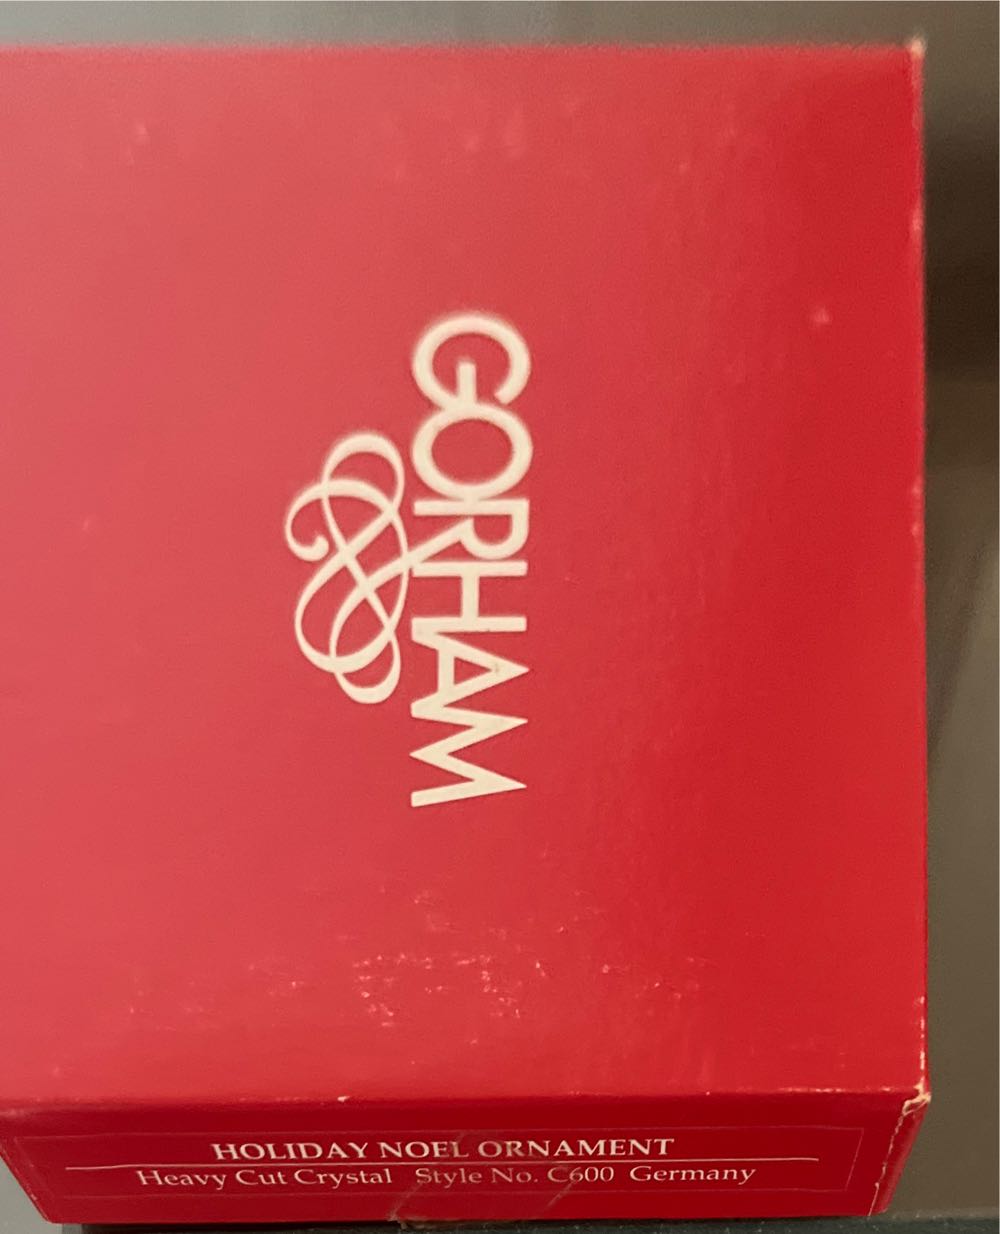 GORHAM
HOLIDAY NOEL ORNAMENT
Heavy Cut Crystal Style No. C600 Germany